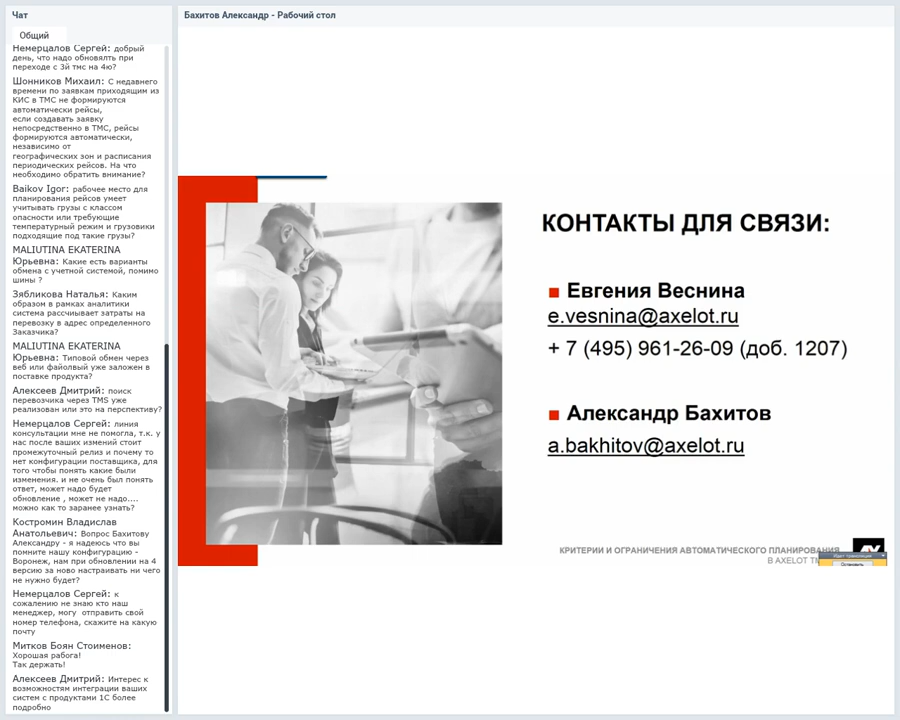 Чат
Общий
Немерцалов Сергей: добрый
день, что надо обновялть при
переходе с 3й тмс на 4ю?
Шонников Михаил: С недавнего
времени по заявкам приходящим из
КИС в ТМС не формируются
автоматически рейсы,
если создавать заявку
непосредственно в ТМС, рейсы
формируются автоматически,
независимо от
географических зон и расписания
периодических рейсов. На что
необходимо обратить внимание?
Baikov Igor: рабочее место для
планирования рейсов умеет
учитывать грузы с классом
опасности или требующие
температурный режим и грузовики
подходящие под такие грузы?
MALIUTINA EKATERINA
Юрьевна: Какие есть варианты
обмена с учетной системой, помимо
шины ?
Зябликова Наталья: Каким
образом в рамках аналитики
система рассчиывает затраты на
перевозку в адрес определенного
Заказчика?
MALIUTINA EKATERINA
Юрьевна: Типовой обмен через
веб или файолвый уже заложен в
поставке продукта?
Алексеев Дмитрий: поиск
перевозчика через TMS уже
реализован или это на перспективу?
Немерцалов Сергей: линия
консультации мне не помогла, т.к. у
нас после ваших измений стоит
промежуточный релиз и почему то
нет конфигурации поставщика, для
того чтобы понять какие были
изменения. и не очень был понять
ответ, может надо будет
обновление , может не надо....
можно как то заранее узнать?
Костромин Владислав
Анатольевич: Вопрос Бахитову
Александру - я надеюсь что вы
помните нашу конфигурацию -
Воронеж, нам при обновлении на 4
версию за ново настраивать ни чего
не нужно будет?
Немерцалов Сергей: к
сожалению не знаю кто наш
менеджер, могу отправить свой
номер телефона, скажите на какую
почту
Митков Боян Стоименов:
Хорошая рабога!
Так держать!
Алексеев Дмитрий: Интерес к
возможностям интеграции ваших
систем с продуктами 1С более
подробно
Бахитов Александр - Рабочий стол
КОНТАКТЫ ДЛЯ СВЯЗИ:
Евгения Веснина
e.vesnina@axelot.ru
+ 7 (495) 961-26-09 (доб. 1207)
Александр Бахитов
a.bakhitov@axelot.ru
КРИТЕРИИ И ОГРАНИЧЕНИЯ АВТОМАТИЧЕСКОГО ПЛАНИРОВАНИЯ
В AXELOT